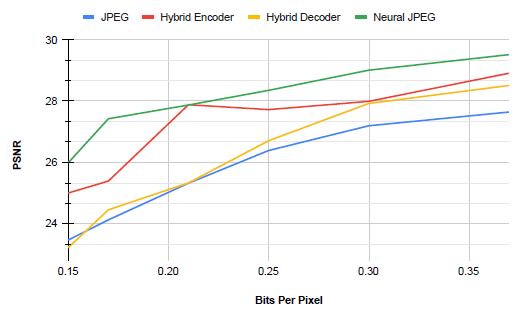 JPEG Hybrid Encoder Hybrid Decoder Neural JPEG
30
28
26
24
PSNR
0.15 0.20 0.25 0.30 0.35
Bits Per Pixel